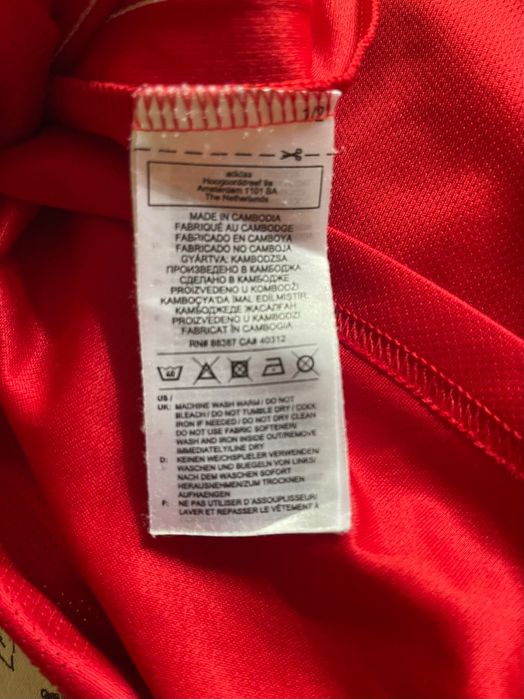 1/2
adidas
Hoogoorddreef 9a
Amsterdam 1101 BA
The Netherlands
MADE IN CAMBODIA
FABRIQUÉ AU CAMBODGE
FABRICADO EN CAMBOYA
FABRICADO NO CAMBOJA
GYÁRTVA: KAMBODZSA
ПРОИЗВЕДЕНО В КАМБОДЖА
СДЕЛАНО В КАМБОДЖЕ
PROIZVEDENO U KOMBODŽI
KAMBOÇYA'DA İMAL EDİLMİŞTİR
КАМБОДЖЕДЕ ЖАСАЛҒАН
PROIZVEDENO U KAMBODŽI
FABRICAT ÎN CAMBOGIA
RN# 88387 CA# 40312
40
US /
UK: MACHINE WASH WARM / DO NOT
BLEACH / DO NOT TUMBLE DRY / COOL
IRON IF NEEDED / DO NOT DRY CLEAN
DO NOT USE FABRIC SOFTENER/
WASH AND IRON INSIDE OUT/REMOVE
IMMEDIATELY/LINE DRY
D: KEINEN WEICHSPUELER VERWENDEN/
WASCHEN UND BUEGELN VON LINKS/
NACH DEM WASCHEN SOFORT
HERAUSNEHMEN/ZUM TROCKNEN
AUFHAENGEN
F: NE PAS UTILISER D'ASSOUPLISSEUR/
LAVER ET REPASSER LE VÊTEMENT À